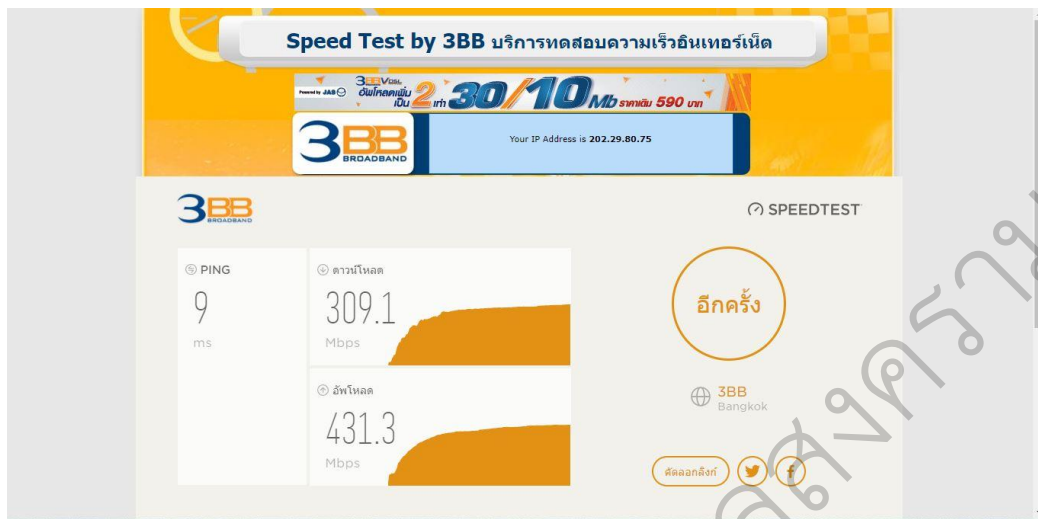 Speed Test by 3BB บริการทดสอบความเร็วอินเทอร์เน็ต
Powered by JAS
3BB VDSL
อัพโหลดเพิ่ม
เป็น 2 เท่า 30/10 Mb ราคาเดิม 590 บาท
3BB
BROADBAND
Your IP Address is 202.29.80.75
3BB
BROADBAND
SPEEDTEST
PING
9
ms
ดาวน์โหลด
309.1
Mbps
อัพโหลด
431.3
Mbps
อีกครั้ง
3BB
Bangkok
คัดลอกลิงก์